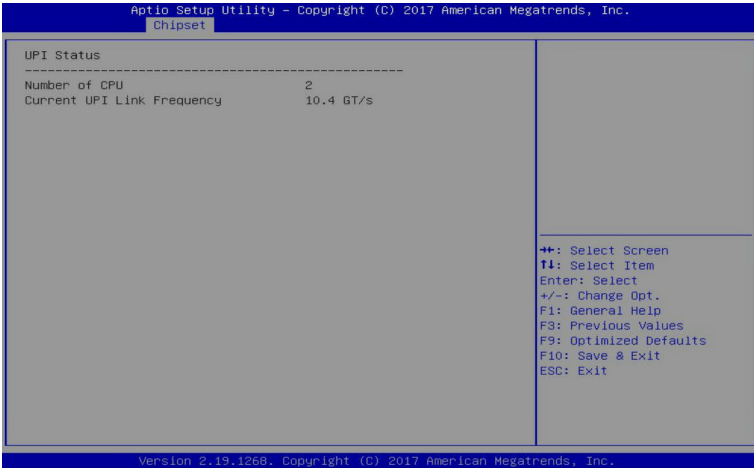 Aptio Setup Utility – Copyright (C) 2017 American Megatrends, Inc.
Chipset
UPI Status
--------------------------------------------------
Number of CPU 2
Current UPI Link Frequency 10.4 GT/s
→←: Select Screen
↑↓: Select Item
Enter: Select
+/-: Change Opt.
F1: General Help
F3: Previous Values
F9: Optimized Defaults
F10: Save & Exit
ESC: Exit
Version 2.19.1268. Copyright (C) 2017 American Megatrends, Inc.